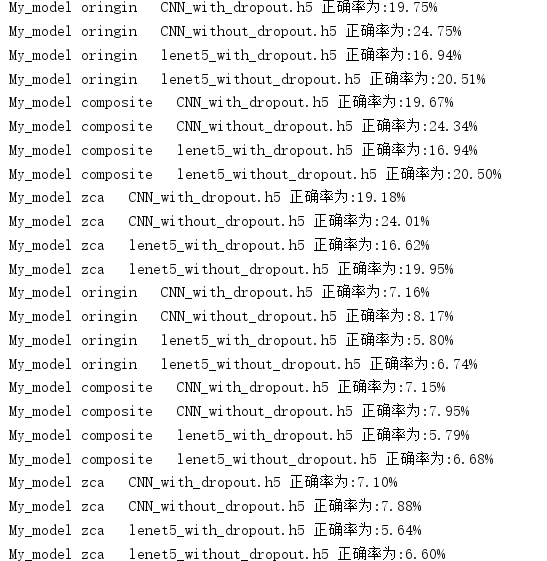 My_model oringin   CNN_with_dropout.h5 正确率为:19.75%
My_model oringin   CNN_without_dropout.h5 正确率为:24.75%
My_model oringin   lenet5_with_dropout.h5 正确率为:16.94%
My_model oringin   lenet5_without_dropout.h5 正确率为:20.51%
My_model composite   CNN_with_dropout.h5 正确率为:19.67%
My_model composite   CNN_without_dropout.h5 正确率为:24.34%
My_model composite   lenet5_with_dropout.h5 正确率为:16.94%
My_model composite   lenet5_without_dropout.h5 正确率为:20.50%
My_model zca   CNN_with_dropout.h5 正确率为:19.18%
My_model zca   CNN_without_dropout.h5 正确率为:24.01%
My_model zca   lenet5_with_dropout.h5 正确率为:16.62%
My_model zca   lenet5_without_dropout.h5 正确率为:19.95%
My_model oringin   CNN_with_dropout.h5 正确率为:7.16%
My_model oringin   CNN_without_dropout.h5 正确率为:8.17%
My_model oringin   lenet5_with_dropout.h5 正确率为:5.80%
My_model oringin   lenet5_without_dropout.h5 正确率为:6.74%
My_model composite   CNN_with_dropout.h5 正确率为:7.15%
My_model composite   CNN_without_dropout.h5 正确率为:7.95%
My_model composite   lenet5_with_dropout.h5 正确率为:5.79%
My_model composite   lenet5_without_dropout.h5 正确率为:6.68%
My_model zca   CNN_with_dropout.h5 正确率为:7.10%
My_model zca   CNN_without_dropout.h5 正确率为:7.88%
My_model zca   lenet5_with_dropout.h5 正确率为:5.64%
My_model zca   lenet5_without_dropout.h5 正确率为:6.60%